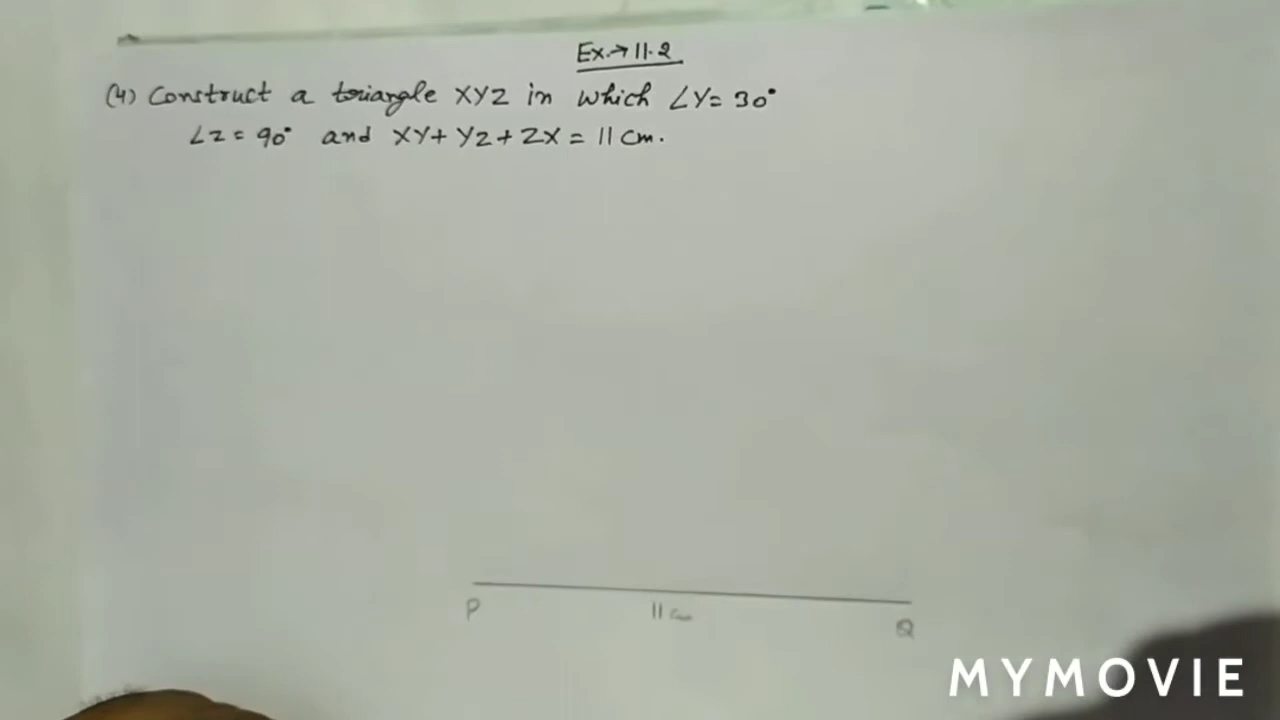 Ex.→ 11.2
(4) Construct a triangle XYZ in which ∠Y= 30°
∠Z = 90° and XY+ YZ + ZX = 11 cm.
P 11 cm Q
MYMOVIE